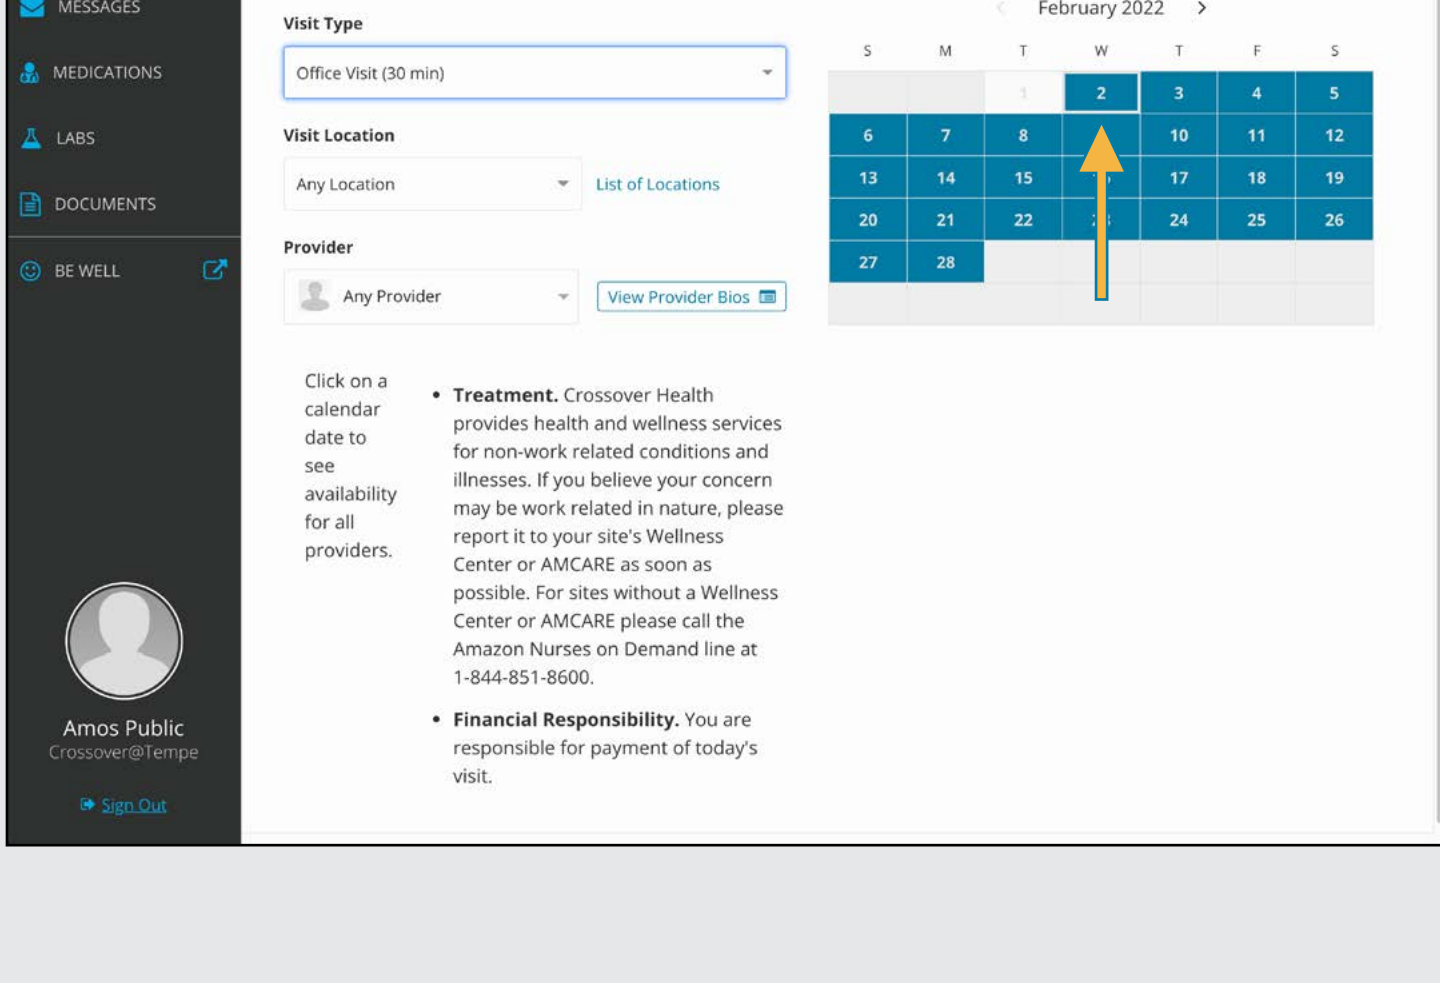 MESSAGES
MEDICATIONS
LABS
DOCUMENTS
BE WELL
Amos Public
Crossover@Tempe
Sign Out
Visit Type
Office Visit (30 min)
Visit Location
Any Location
List of Locations
Provider
Any Provider
View Provider Bios
Click on a
calendar
date to
see
availability
for all
providers.
• Treatment. Crossover Health
provides health and wellness services
for non-work related conditions and
illnesses. If you believe your concern
may be work related in nature, please
report it to your site's Wellness
Center or AMCARE as soon as
possible. For sites without a Wellness
Center or AMCARE please call the
Amazon Nurses on Demand line at
1-844-851-8600.
• Financial Responsibility. You are
responsible for payment of today's
visit.
February 2022
S M T W T F S
1 2 3 4 5
6 7 8 10 11 12
13 14 15 17 18 19
20 21 22 24 25 26
27 28